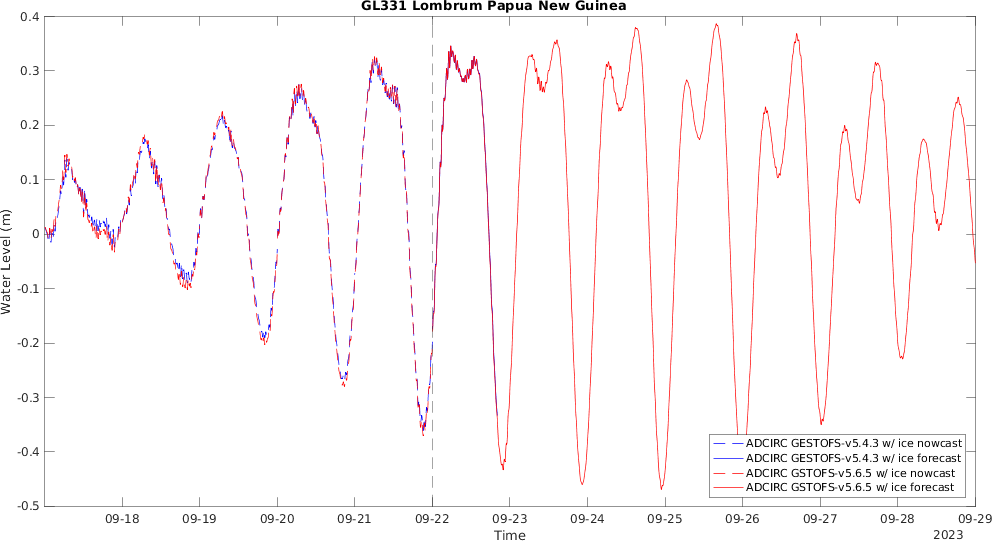 GL331 Lombrum Papua New Guinea
0.4
0.3
0.2
0.1
0
-0.1
-0.2
-0.3
-0.4
-0.5
Water Level (m)
ADCIRC GESTOFS-v5.4.3 w/ ice nowcast
ADCIRC GESTOFS-v5.4.3 w/ ice forecast
ADCIRC GSTOFS-v5.6.5 w/ ice nowcast
ADCIRC GSTOFS-v5.6.5 w/ ice forecast
09-18 09-19 09-20 09-21 09-22 09-23 09-24 09-25 09-26 09-27 09-28 09-29
Time
2023